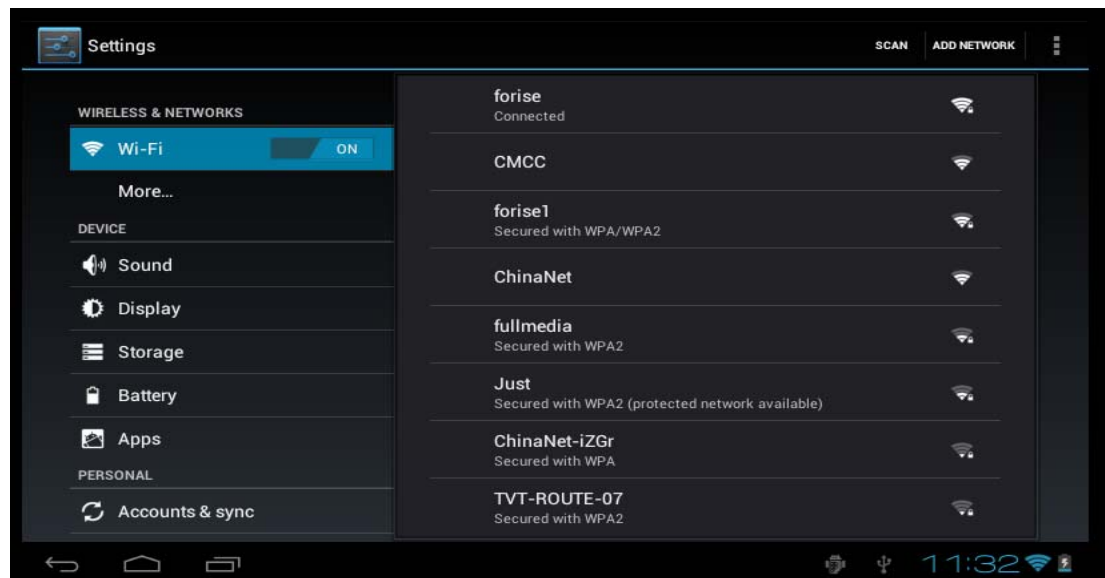 Settings
SCAN
ADD NETWORK
WIRELESS & NETWORKS
Wi-Fi
ON
More...
DEVICE
Sound
Display
Storage
Battery
Apps
PERSONAL
Accounts & sync
forise
Connected
CMCC
forise1
Secured with WPA/WPA2
ChinaNet
fullmedia
Secured with WPA2
Just
Secured with WPA2 (protected network available)
ChinaNet-iZGr
Secured with WPA
TVT-ROUTE-07
Secured with WPA2
11:32